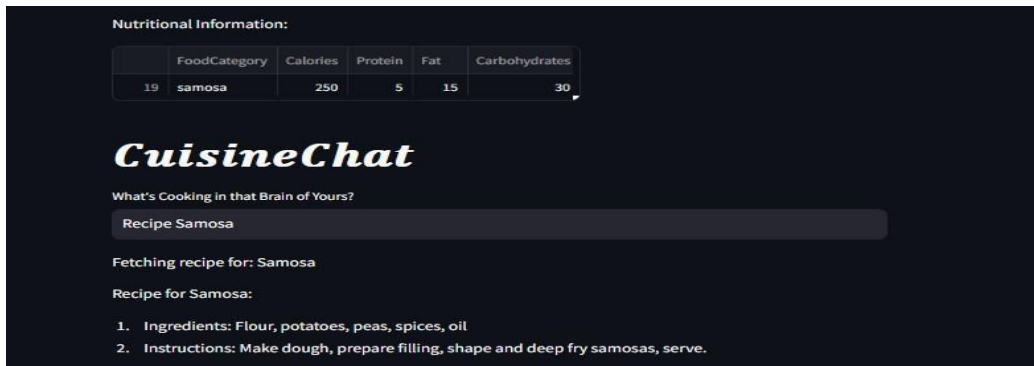 Nutritional Information:
FoodCategory Calories Protein Fat Carbohydrates
19 samosa 250 5 15 30
CuisineChat
What's Cooking in that Brain of Yours?
Recipe Samosa
Fetching recipe for: Samosa
Recipe for Samosa:
1. Ingredients: Flour, potatoes, peas, spices, oil
2. Instructions: Make dough, prepare filling, shape and deep fry samosas, serve.